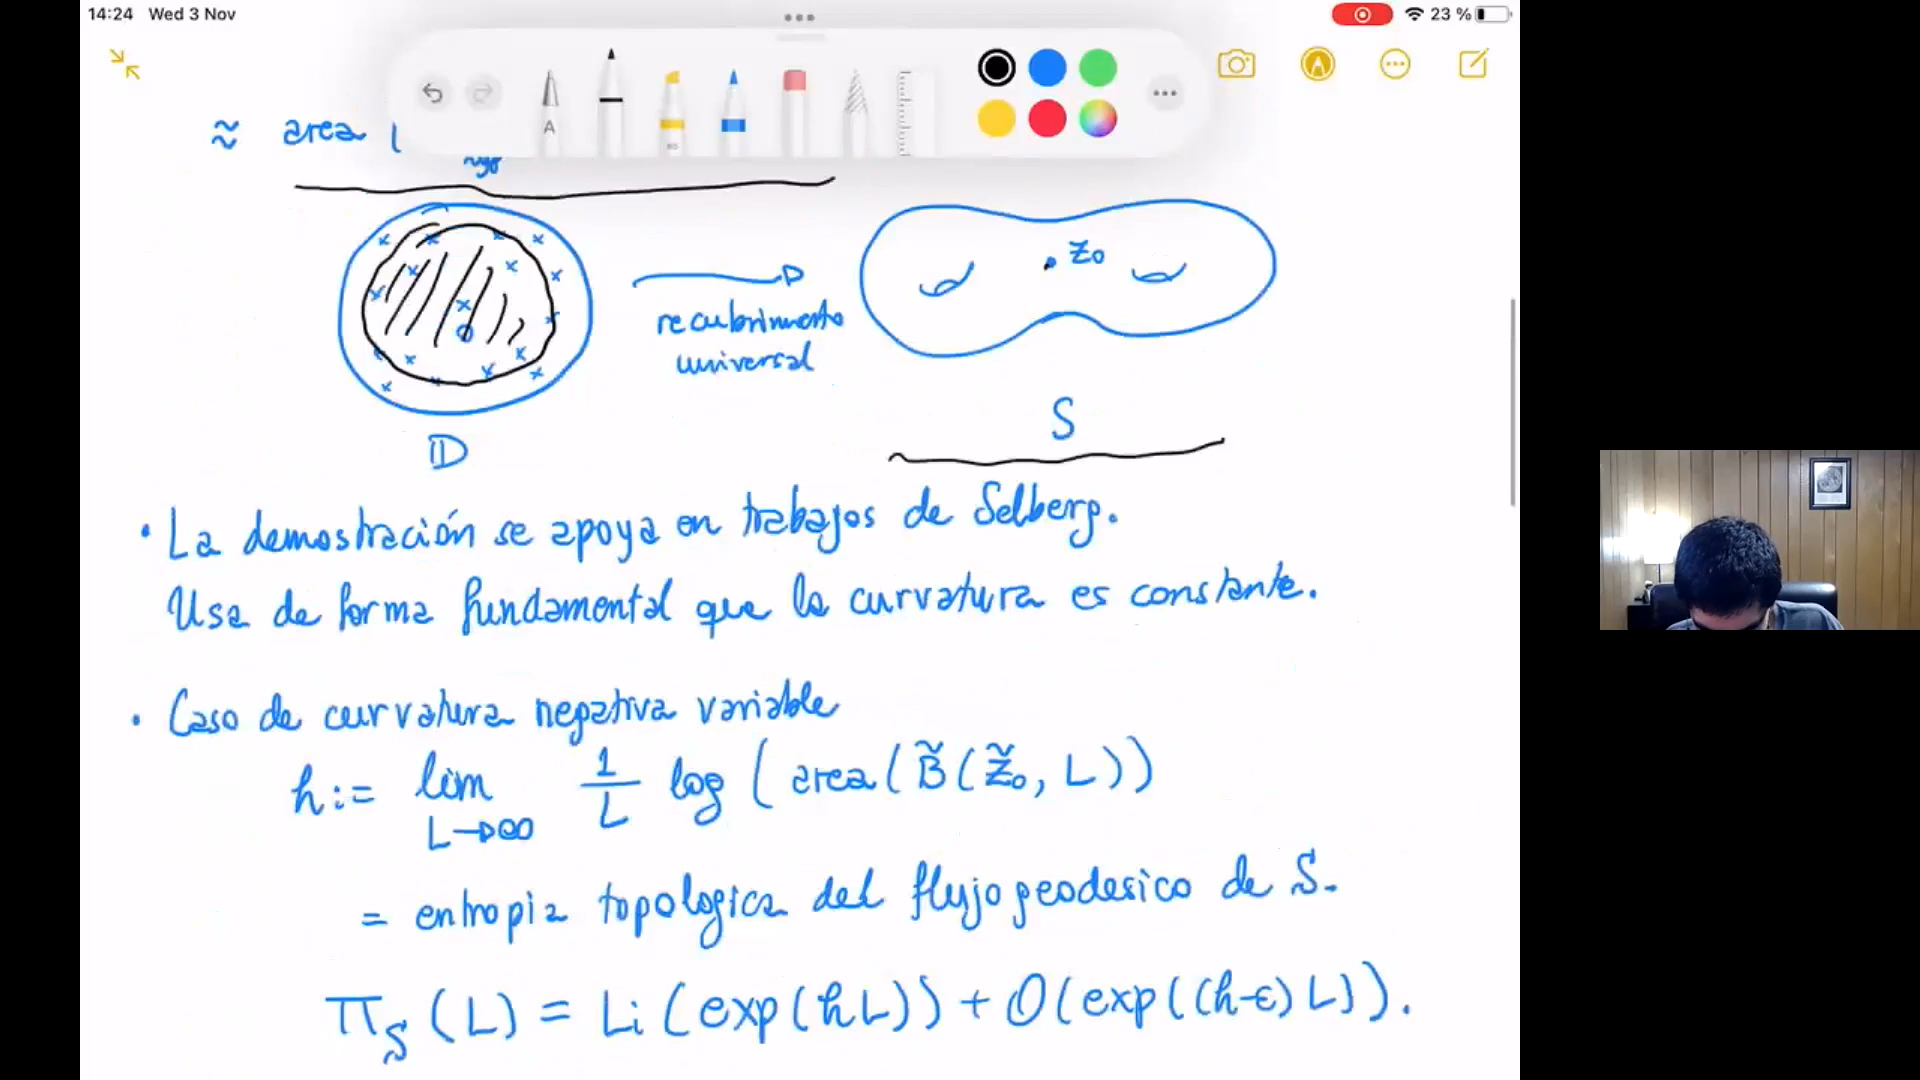 14:24 Wed 3 Nov
23 %
≈ area (
hyp
z₀
recubrimiento
universal
S
𝔻
• La demostración se apoya en trabajos de Selberg.
Usa de forma fundamental que la curvatura es constante.
• Caso de curvatura negativa variable
h := lim 1/L log ( area ( B̃ ( z̃₀, L ) )
L→∞
= entropia topologica del flujo geodesico de S.
π_S (L) = Li (exp(hL)) + O(exp((h-ϵ)L)).